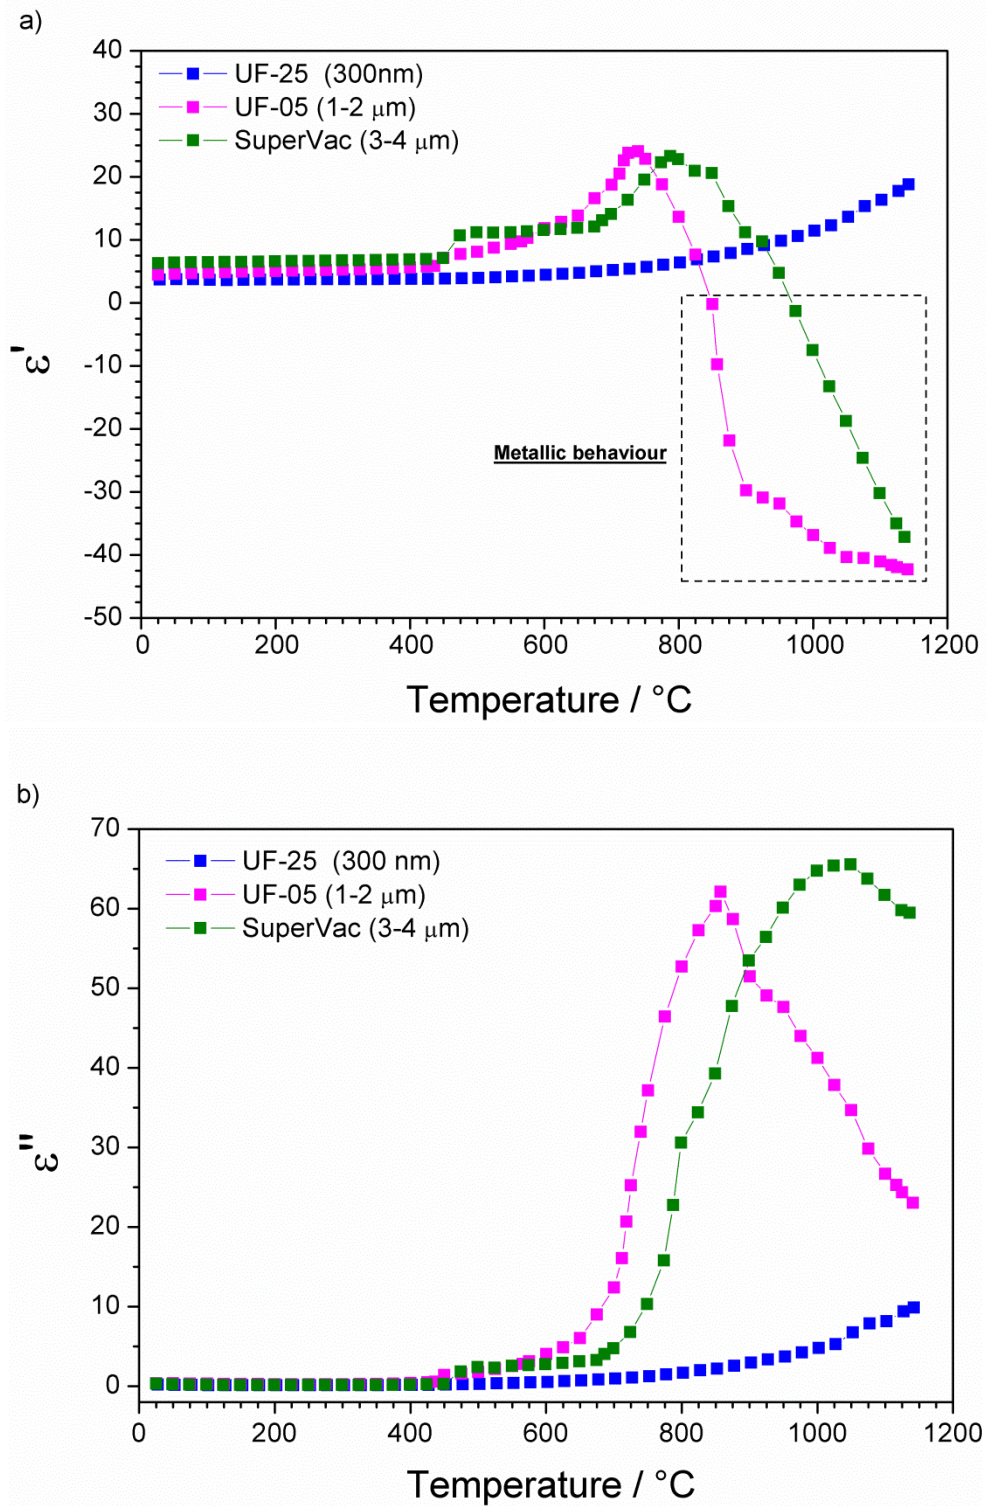 a)
40
30
20
10
0
-10
-20
-30
-40
-50
ε'
UF-25 (300nm)
UF-05 (1-2 μm)
SuperVac (3-4 μm)
Metallic behaviour
0 200 400 600 800 1000 1200
Temperature / °C
b)
70
60
50
40
30
20
10
0
ε"
UF-25 (300 nm)
UF-05 (1-2 μm)
SuperVac (3-4 μm)
0 200 400 600 800 1000 1200
Temperature / °C